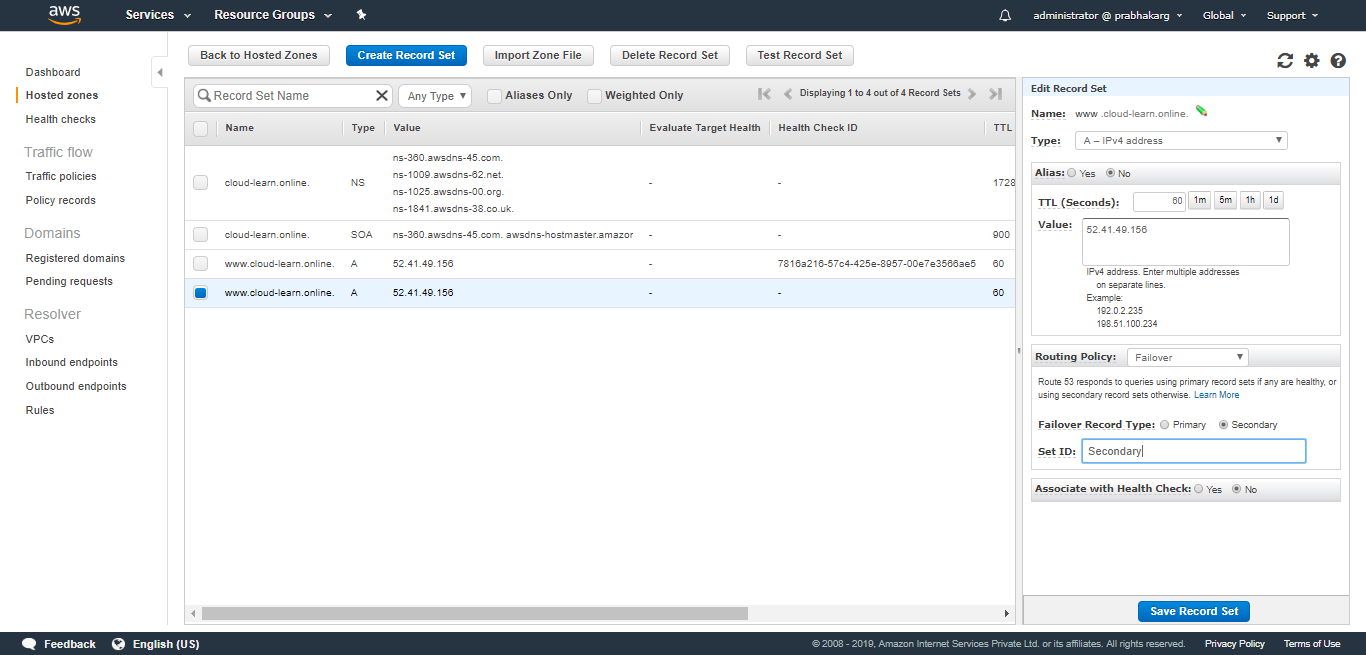 aws Services Resource Groups administrator @ prabhakarg Global Support
Dashboard
Hosted zones
Health checks
Traffic flow
Traffic policies
Policy records
Domains
Registered domains
Pending requests
Resolver
VPCs
Inbound endpoints
Outbound endpoints
Rules
Back to Hosted Zones Create Record Set Import Zone File Delete Record Set Test Record Set
Record Set Name Any Type Aliases Only Weighted Only Displaying 1 to 4 out of 4 Record Sets
Name Type Value Evaluate Target Health Health Check ID TTL
ns-360.awsdns-45.com.
ns-1009.awsdns-62.net.
cloud-learn.online. NS - - 1728
ns-1025.awsdns-00.org.
ns-1841.awsdns-38.co.uk.
cloud-learn.online. SOA ns-360.awsdns-45.com. awsdns-hostmaster.amazor - - 900
www.cloud-learn.online. A 52.41.49.156 - 7816a216-57c4-425e-8957-00e7e3566ae5 60
www.cloud-learn.online. A 52.41.49.156 - - 60
Edit Record Set
Name: www .cloud-learn.online.
Type: A – IPv4 address
Alias: Yes No
TTL (Seconds): 60 1m 5m 1h 1d
Value: 52.41.49.156
IPv4 address. Enter multiple addresses
on separate lines.
Example:
192.0.2.235
198.51.100.234
Routing Policy: Failover
Route 53 responds to queries using primary record sets if any are healthy, or
using secondary record sets otherwise. Learn More
Failover Record Type: Primary Secondary
Set ID: Secondary
Associate with Health Check: Yes No
Save Record Set
Feedback English (US) © 2008 - 2019, Amazon Internet Services Private Ltd. or its affiliates. All rights reserved. Privacy Policy Terms of Use